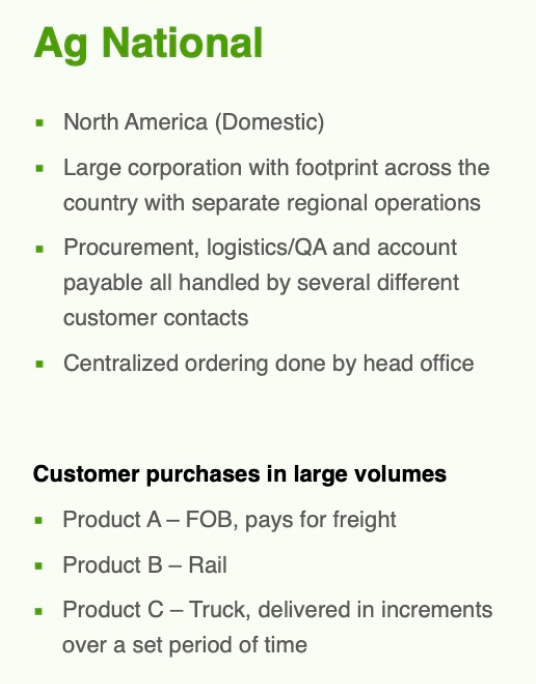 Ag National
North America (Domestic)
Large corporation with footprint across the
country with separate regional operations
Procurement, logistics/QA and account
payable all handled by several different
customer contacts
Centralized ordering done by head office
Customer purchases in large volumes
Product A – FOB, pays for freight
Product B – Rail
Product C – Truck, delivered in increments
over a set period of time